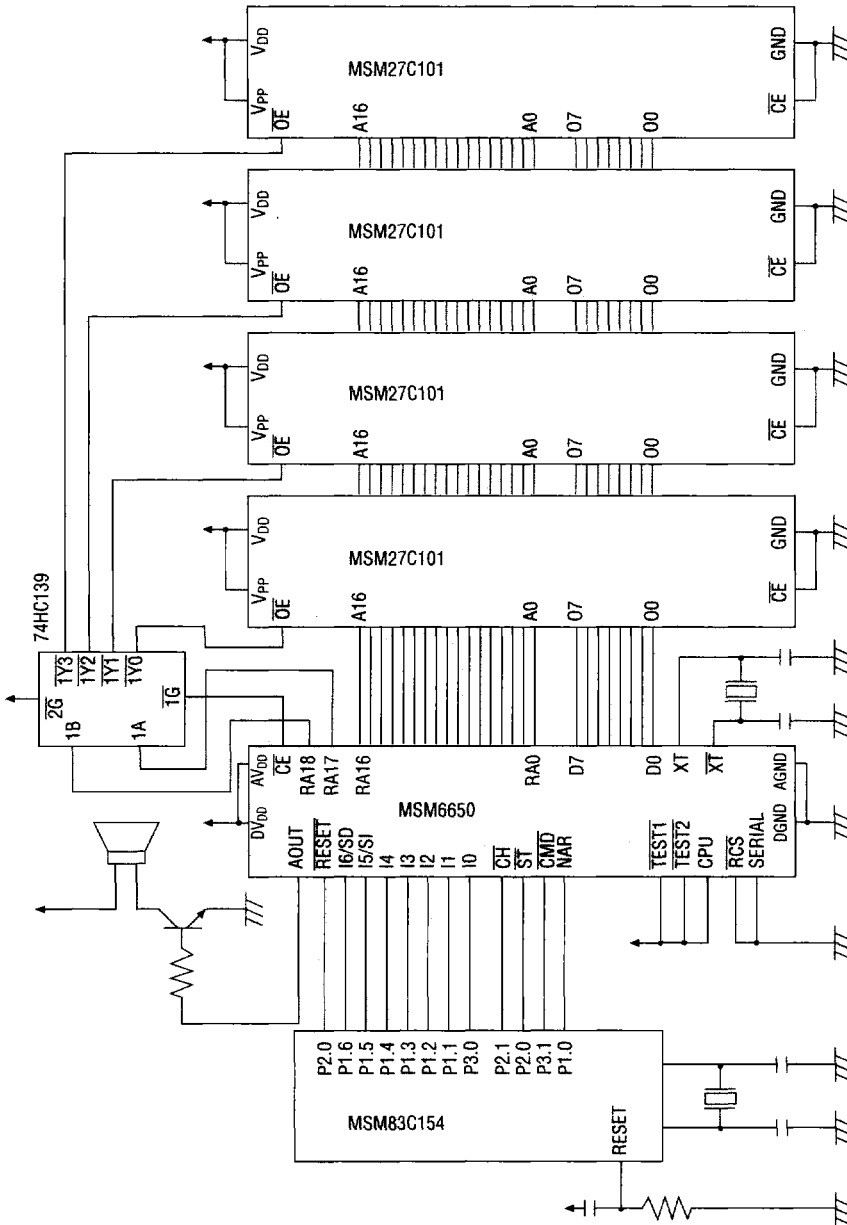 VDD
VPP
OE
MSM27C101
A16
A0
O7
O0
GND
CE
VDD
VPP
OE
MSM27C101
A16
A0
O7
O0
GND
CE
VDD
VPP
OE
MSM27C101
A16
A0
O7
O0
GND
CE
VDD
VPP
OE
MSM27C101
A16
A0
O7
O0
GND
CE
74HC139
2G
1Y3
1Y2
1Y1
1Y0
1B
1A
1G
DVDD
AVDD
CE
RA18
RA17
RA16
RA0
D7
D0
XT
XT
MSM6650
AOUT
RESET
I6/SD
I5/SI
I4
I3
I2
I1
I0
CH
ST
CMD
NAR
TEST1
TEST2
CPU
RCS
SERIAL
DGND
AGND
P2.0
P1.6
P1.5
P1.4
P1.3
P1.2
P1.1
P3.0
P2.1
P2.0
P3.1
P1.0
MSM83C154
RESET